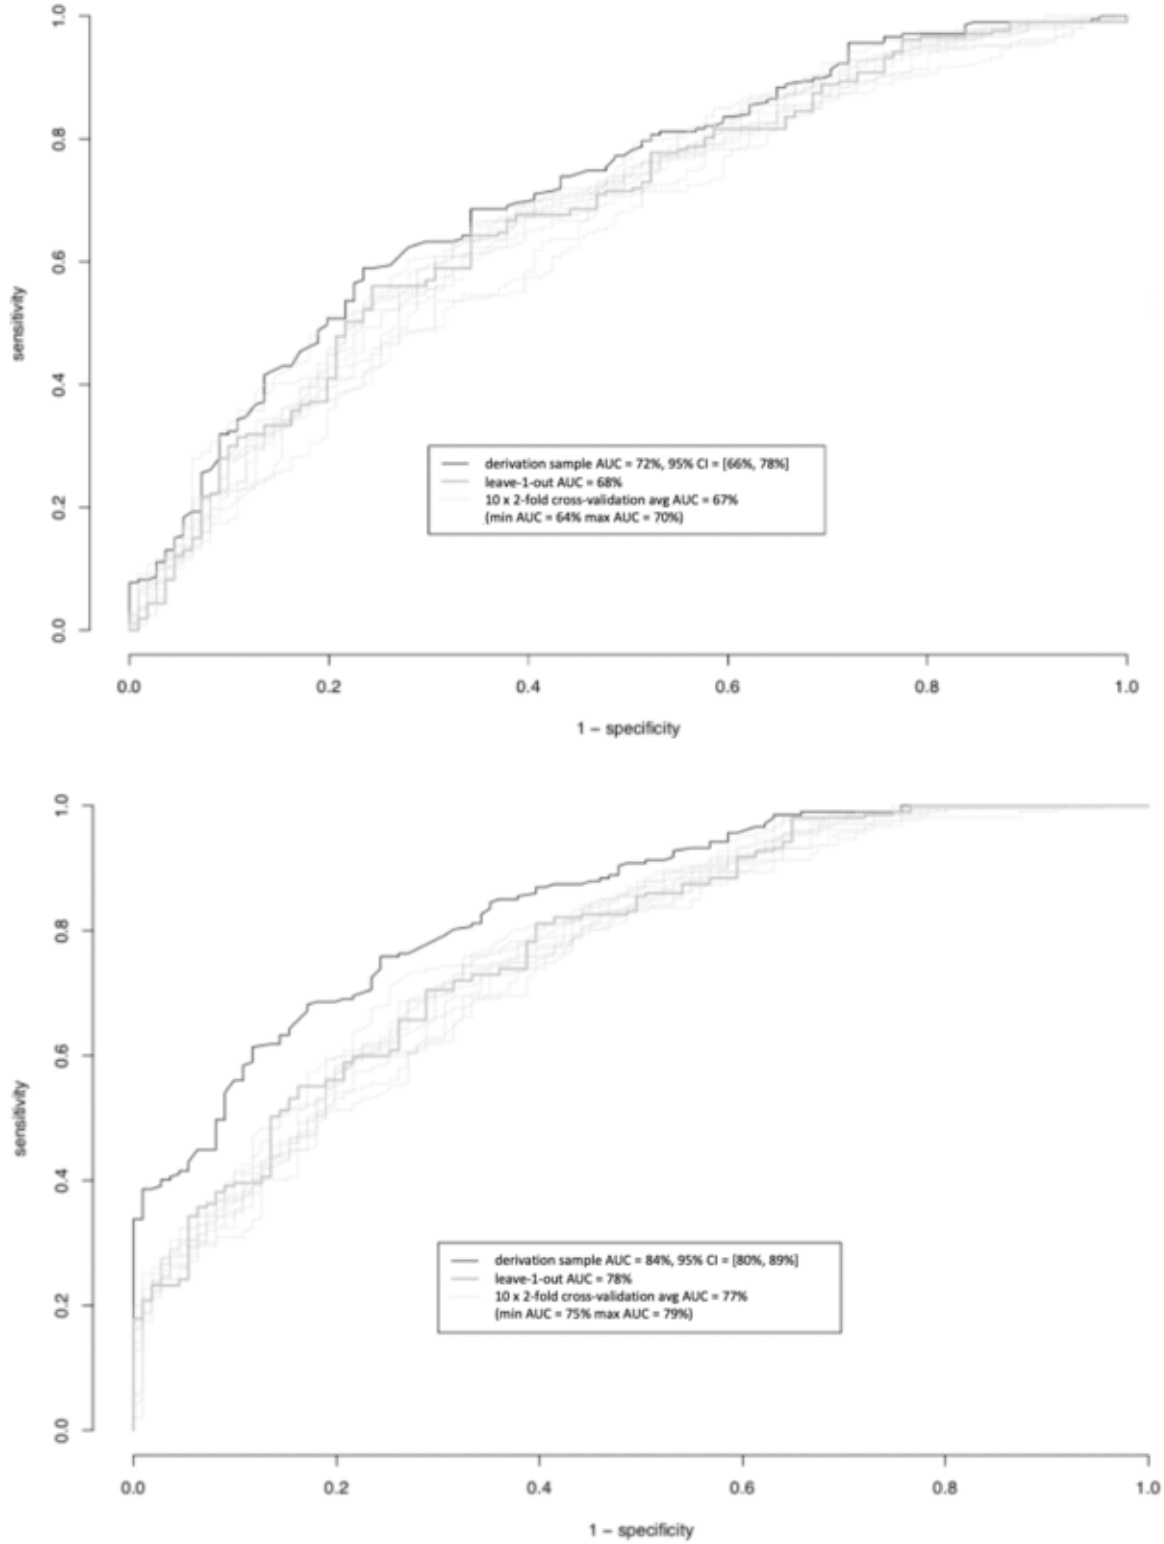 1.0
0.8
0.6
0.4
0.2
0.0
sensitivity
derivation sample AUC = 72%, 95% CI = [66%, 78%]
leave-1-out AUC = 68%
10 x 2-fold cross-validation avg AUC = 67%
(min AUC = 64% max AUC = 70%)
0.0 0.2 0.4 0.6 0.8 1.0
1 – specificity
1.0
0.8
0.6
0.4
0.2
0.0
sensitivity
derivation sample AUC = 84%, 95% CI = [80%, 89%]
leave-1-out AUC = 78%
10 x 2-fold cross-validation avg AUC = 77%
(min AUC = 75% max AUC = 79%)
0.0 0.2 0.4 0.6 0.8 1.0
1 – specificity